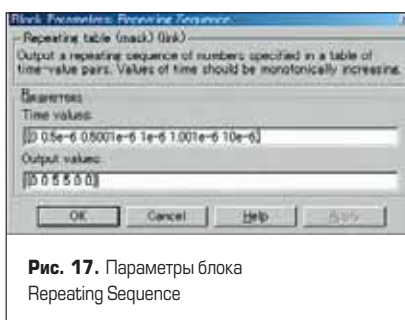 Block Parameters: Repeating Sequence
Repeating table (mask) (link)
Output a repeating sequence of numbers specified in a table of
time-value pairs. Values of time should be monotonically increasing.
Parameters
Time values:
[0 0.5e-6 0.5001e-6 1e-6 1.001e-6 10e-6]
Output values:
[0 0 5 5 0 0]
OK Cancel Help Apply
Рис. 17. Параметры блока
Repeating Sequence